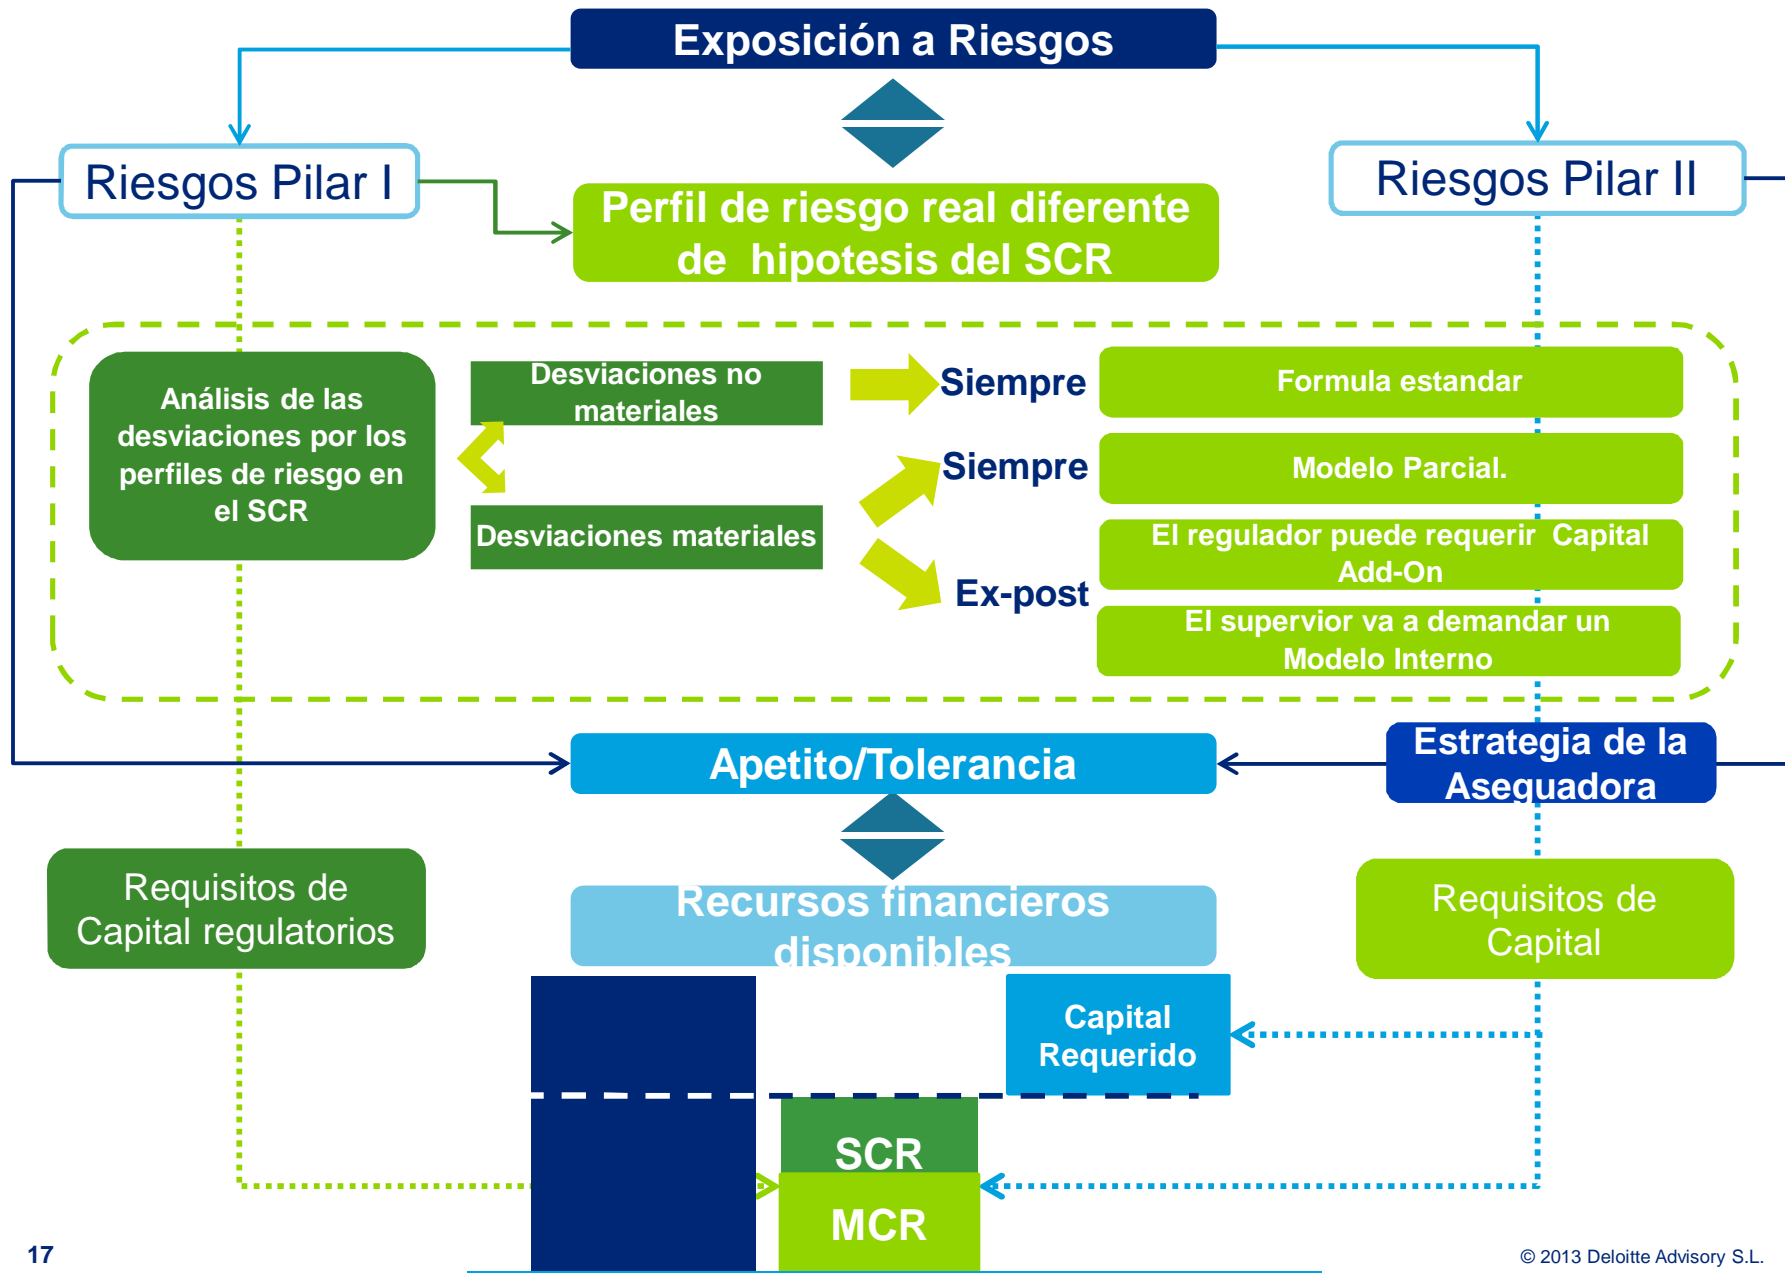 Exposición a Riesgos
Riesgos Pilar I
Riesgos Pilar II
Perfil de riesgo real diferente
de hipotesis del SCR
Análisis de las
desviaciones por los
perfiles de riesgo en
el SCR
Desviaciones no
materiales
Desviaciones materiales
Siempre
Formula estandar
Siempre
Modelo Parcial.
Ex-post
El regulador puede requerir Capital
Add-On
El supervior va a demandar un
Modelo Interno
Apetito/Tolerancia
Estrategia de la
Aseguadora
Requisitos de
Capital regulatorios
Recursos financieros
disponibles
Requisitos de
Capital
Capital
Requerido
SCR
MCR
17
© 2013 Deloitte Advisory S.L.